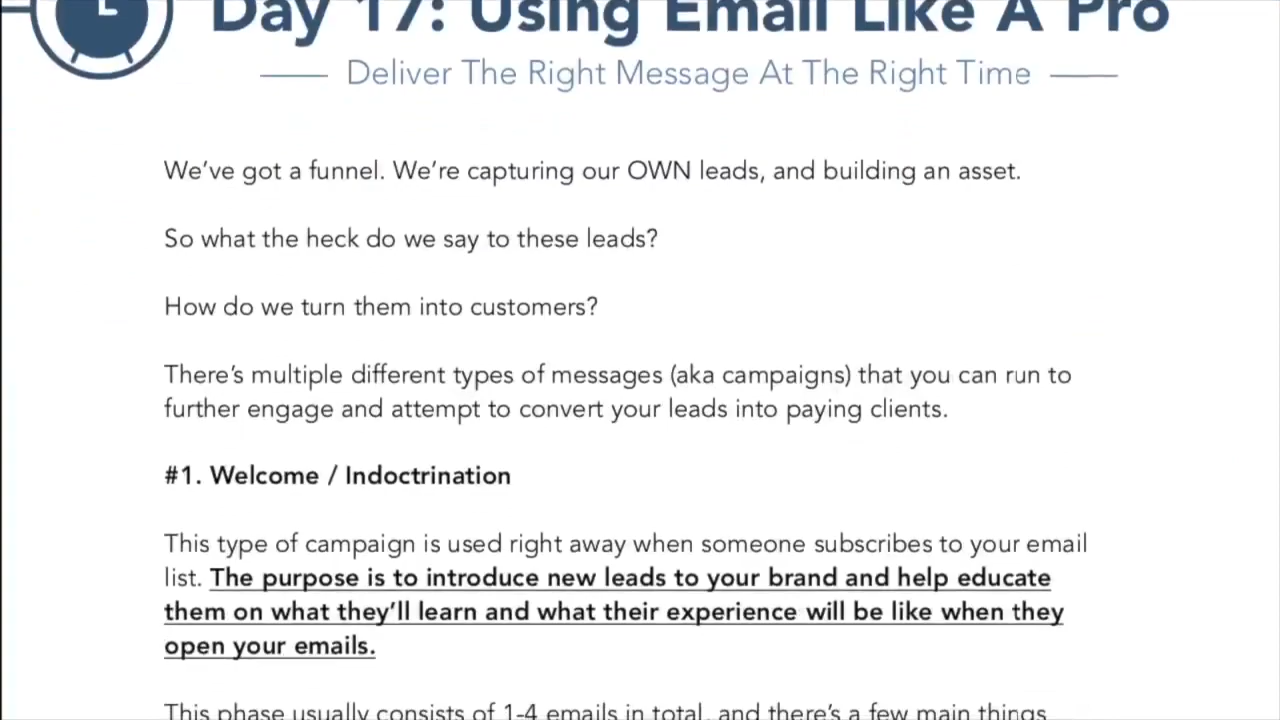 Day 17: Using Email Like A Pro
Deliver The Right Message At The Right Time
We've got a funnel. We're capturing our OWN leads, and building an asset.
So what the heck do we say to these leads?
How do we turn them into customers?
There's multiple different types of messages (aka campaigns) that you can run to
further engage and attempt to convert your leads into paying clients.
#1. Welcome / Indoctrination
This type of campaign is used right away when someone subscribes to your email
list. The purpose is to introduce new leads to your brand and help educate
them on what they'll learn and what their experience will be like when they
open your emails.
This phase usually consists of 1-4 emails in total, and there's a few main things